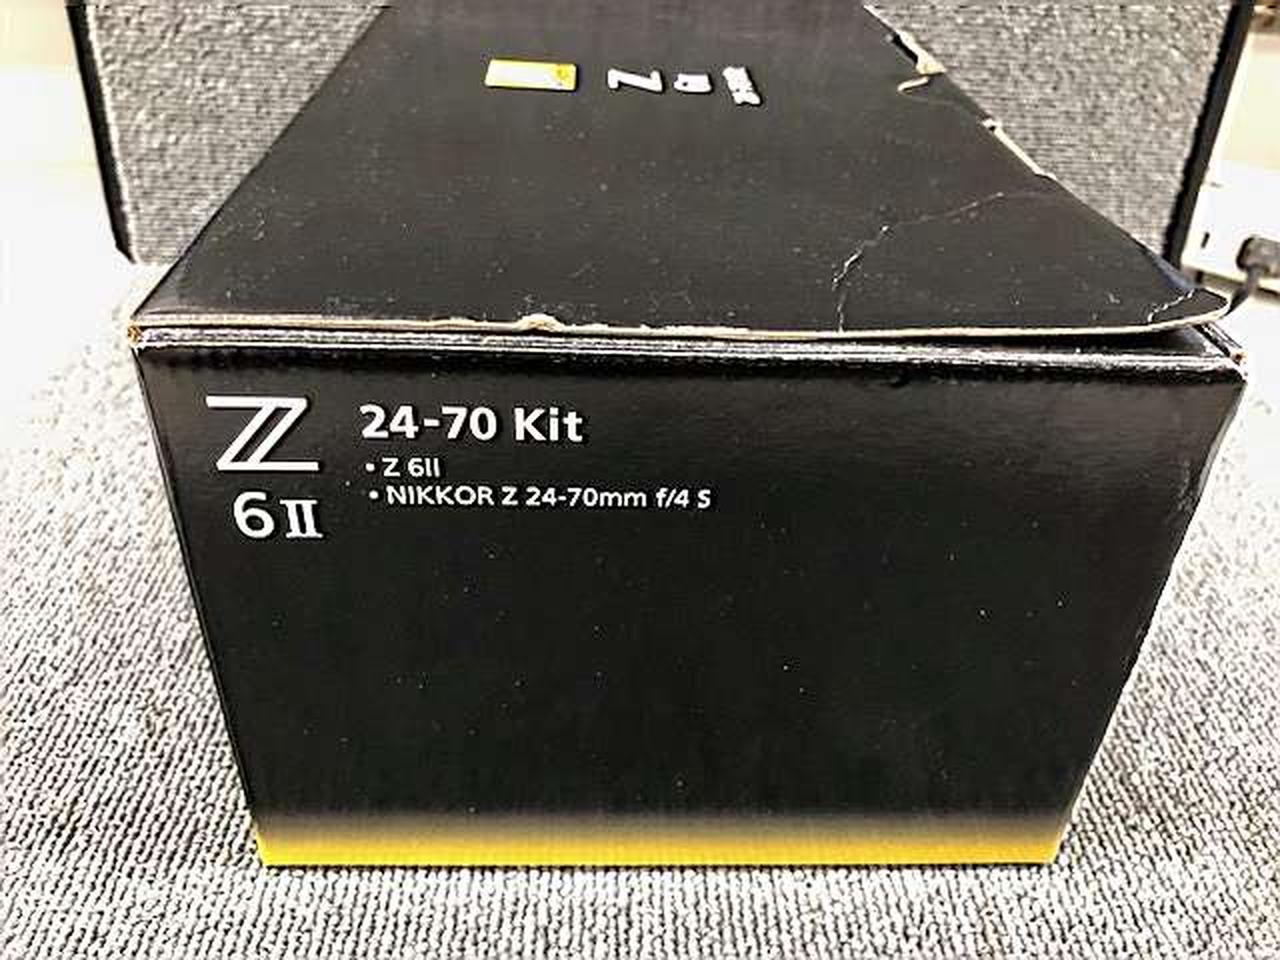 Z
6II
24-70 Kit
• Z 6II
• NIKKOR Z 24-70mm f/4 S
Z